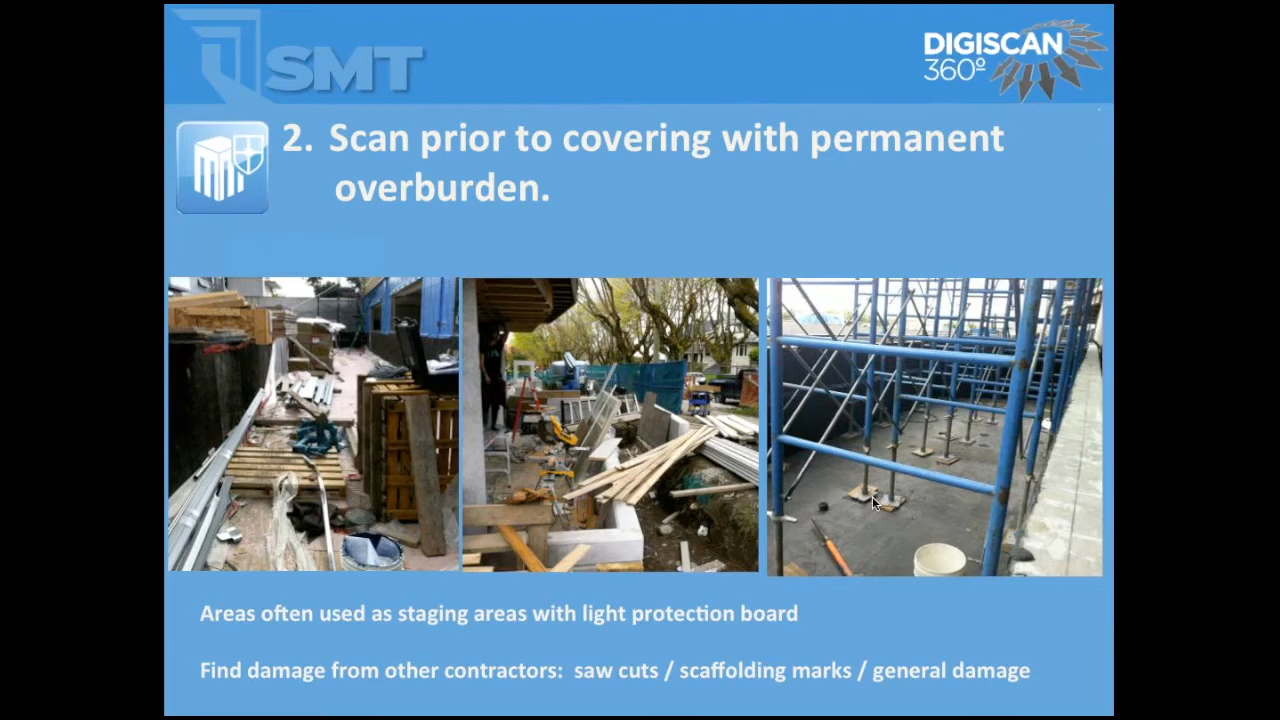 SMT
DIGISCAN
360º
2. Scan prior to covering with permanent
overburden.
Areas often used as staging areas with light protection board
Find damage from other contractors: saw cuts / scaffolding marks / general damage